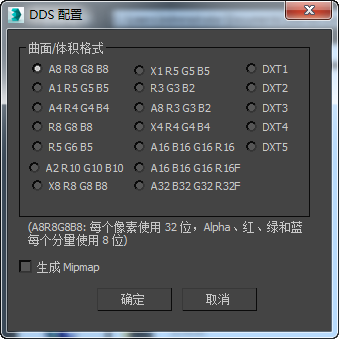 DDS 配置
曲面/体积格式
A8 R8 G8 B8
X1 R5 G5 B5
DXT1
A1 R5 G5 B5
R3 G3 B2
DXT2
A4 R4 G4 B4
A8 R3 G3 B2
DXT3
R8 G8 B8
X4 R4 G4 B4
DXT4
R5 G6 B5
A16 B16 G16 R16
DXT5
A2 R10 G10 B10
A16 B16 G16 R16F
X8 R8 G8 B8
A32 B32 G32 R32F
(A8R8G8B8: 每个像素使用 32 位，Alpha、红、绿和蓝
每个分量使用 8 位)
生成 Mipmap
确定
取消